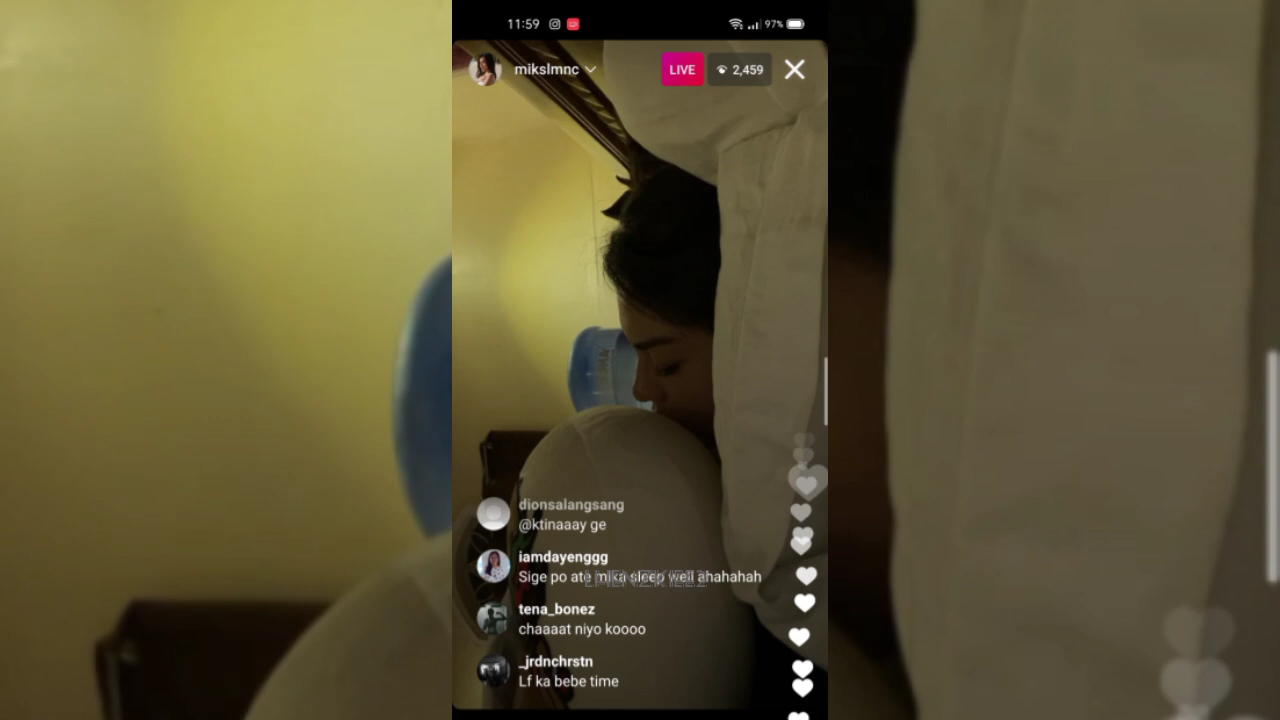 11:59
97%
mikslmnc
LIVE
2,459
dionsalangsang
@ktinaaay ge
iamdayenggg
Sige po ate mika sleep well ahahahah
tena_bonez
chaaaat niyo koooo
_jrdnchrstn
Lf ka bebe time